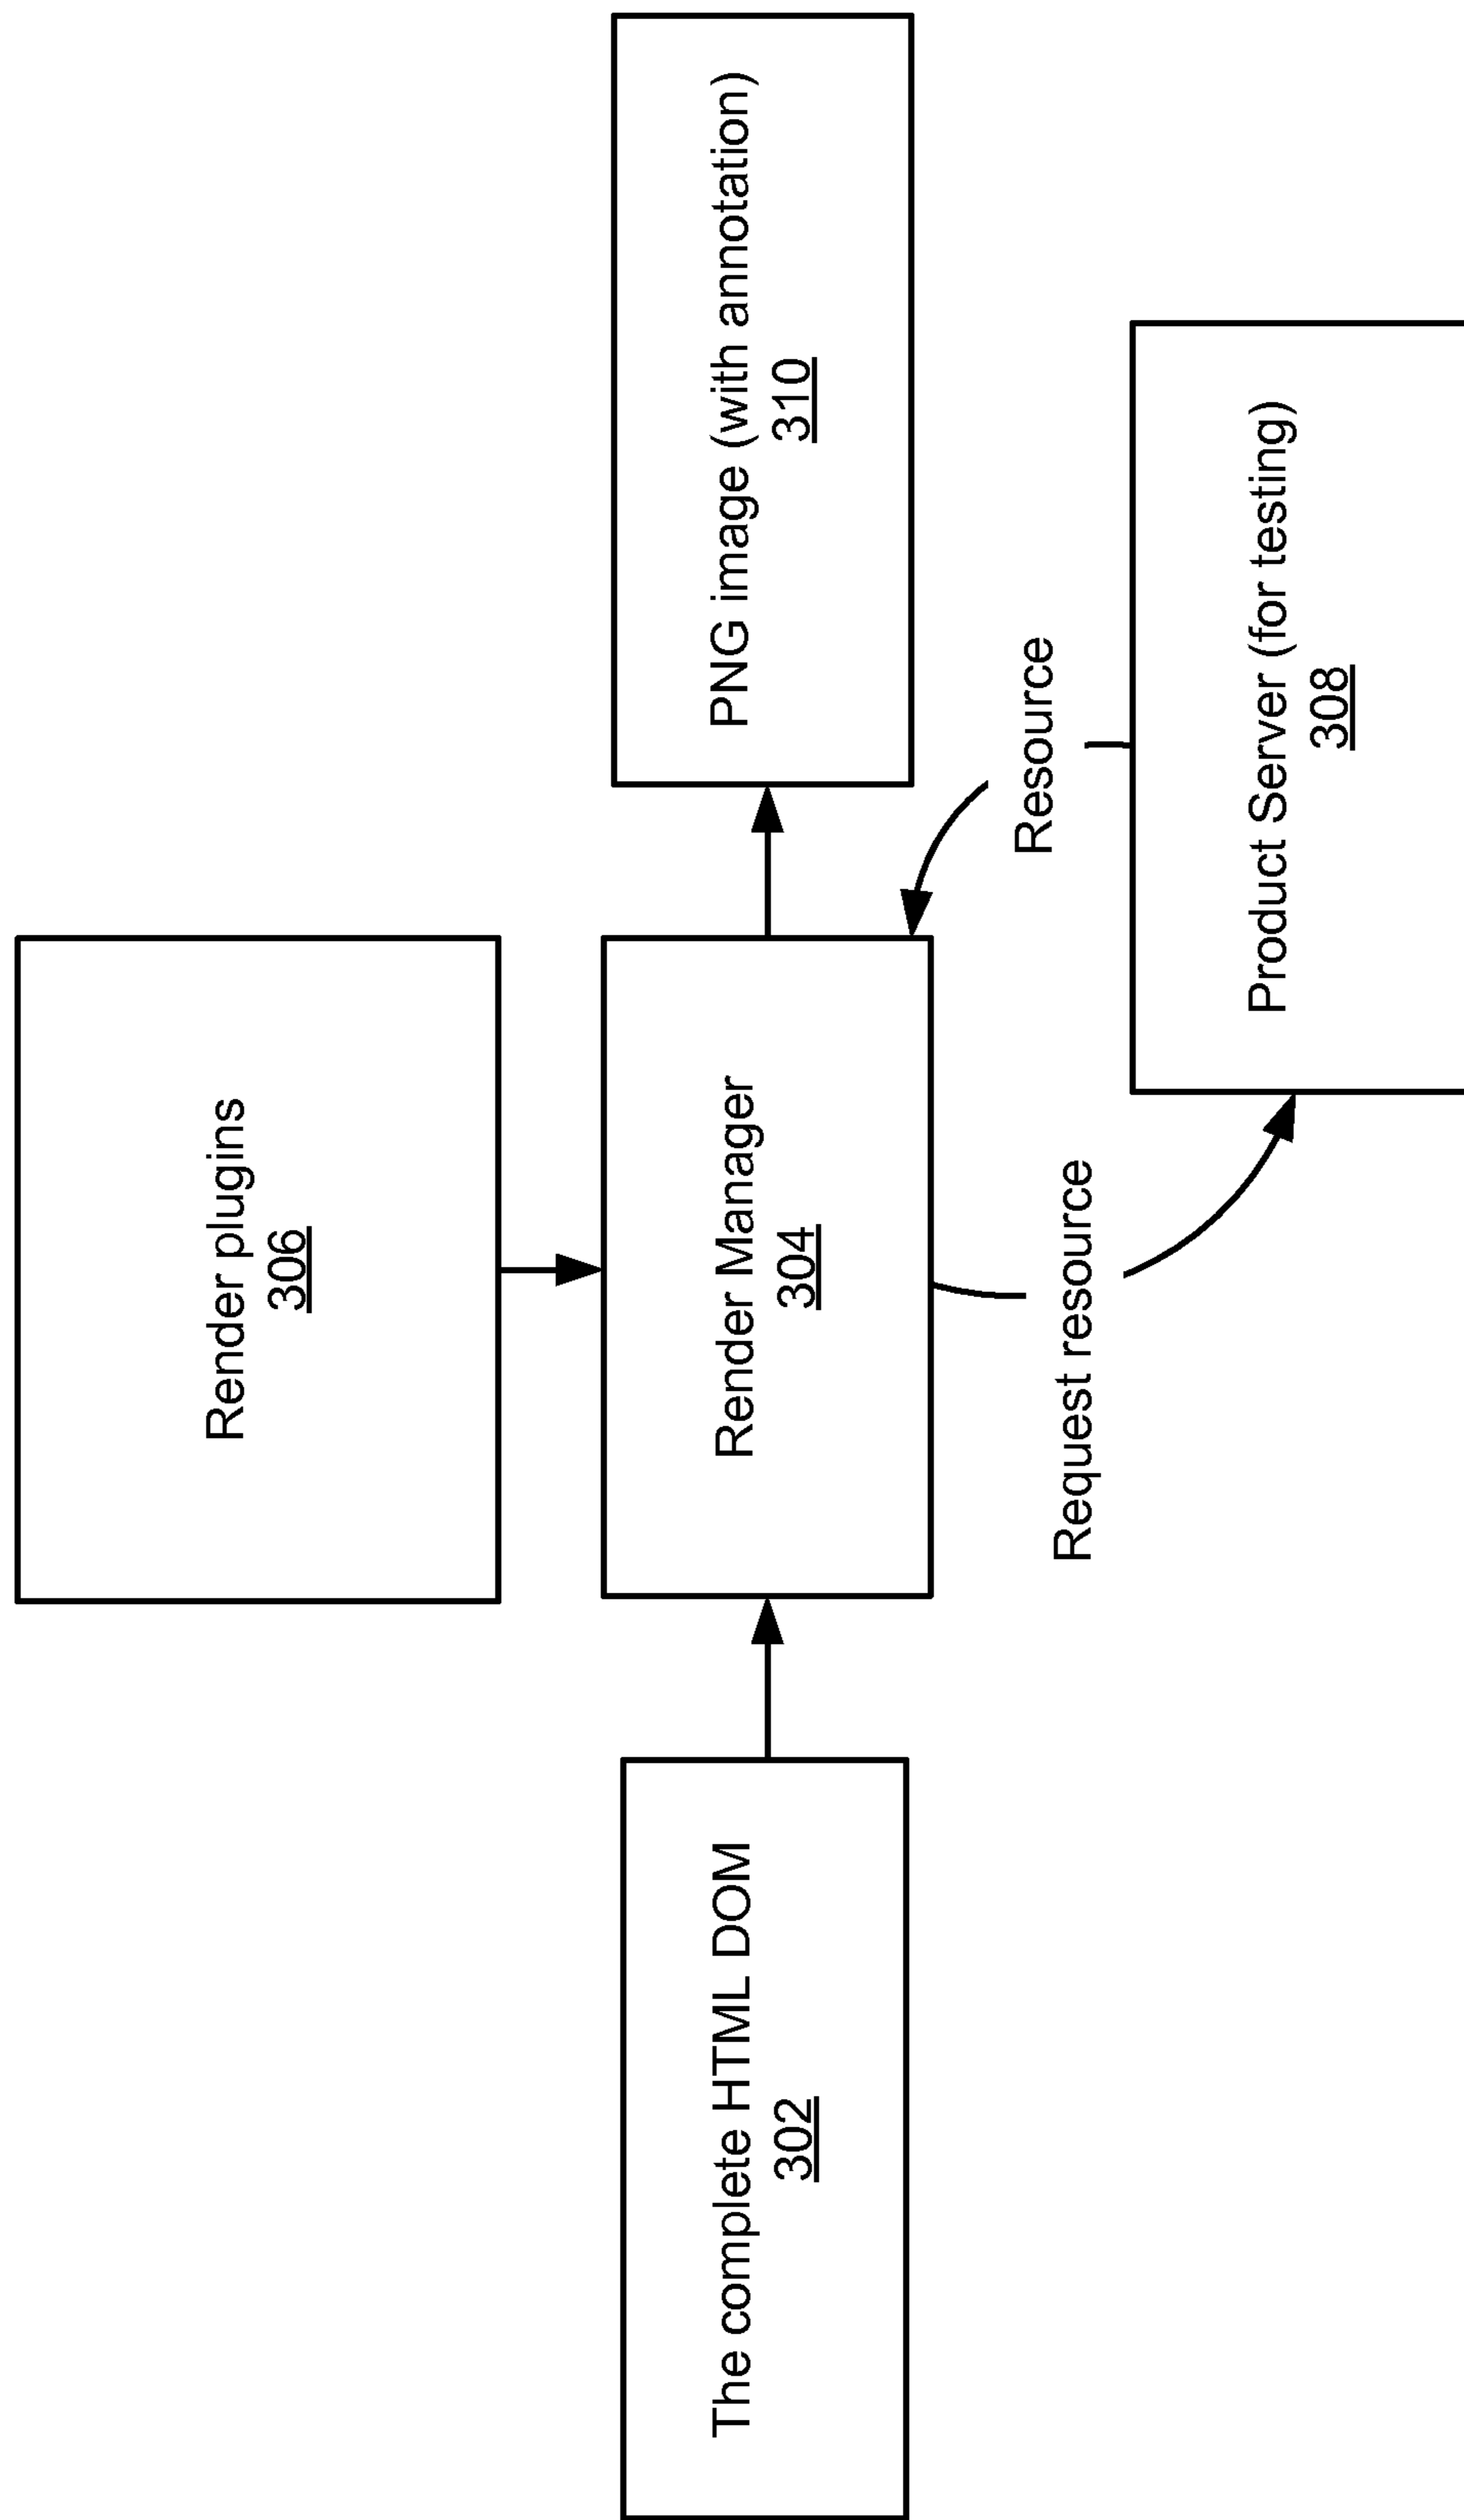 Render plugins
306
The complete HTML DOM
302
Render Manager
304
PNG image (with annotation)
310
Request resource
Resource
Product Server (for testing)
308